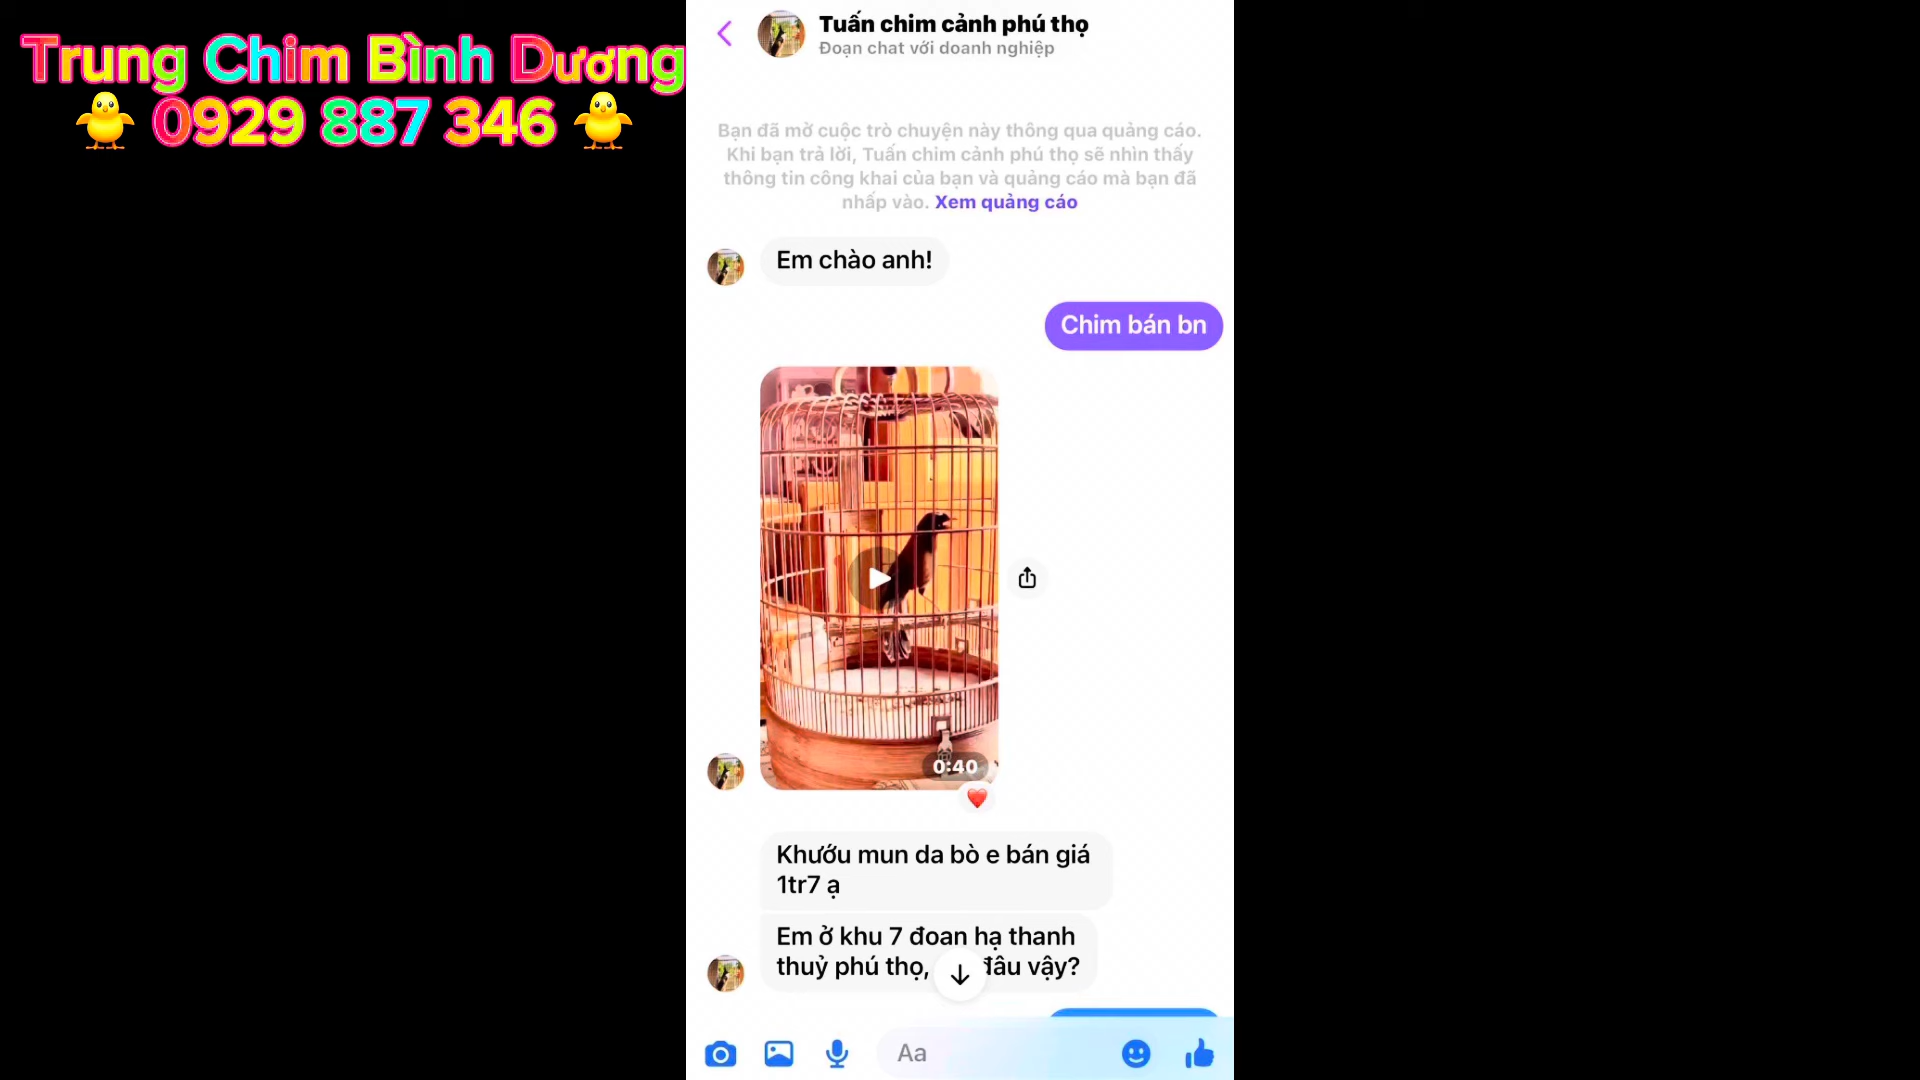 Trung Chim Bình Dương
0929 887 346
Tuấn chim cảnh phú thọ
Đoạn chat với doanh nghiệp
Bạn đã mở cuộc trò chuyện này thông qua quảng cáo.
Khi bạn trả lời, Tuấn chim cảnh phú thọ sẽ nhìn thấy
thông tin công khai của bạn và quảng cáo mà bạn đã
nhấp vào. Xem quảng cáo
Em chào anh!
Chim bán bn
0:40
Khướu mun da bò e bán giá
1tr7 ạ
Em ở khu 7 đoan hạ thanh
thuỷ phú thọ, đâu vậy?
Aa